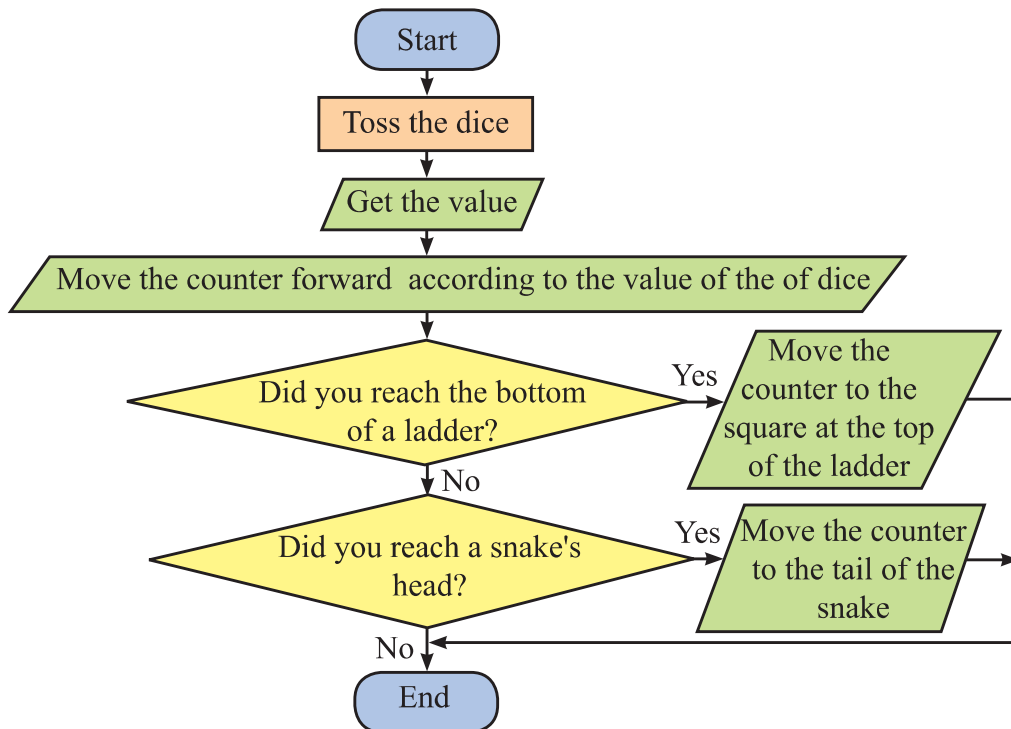 Start
Toss the dice
Get the value
Move the counter forward according to the value of the of dice
Did you reach the bottom
of a ladder?
Yes
Move the
counter to the
square at the top
of the ladder
No
Did you reach a snake's
head?
Yes
Move the counter
to the tail of the
snake
No
End